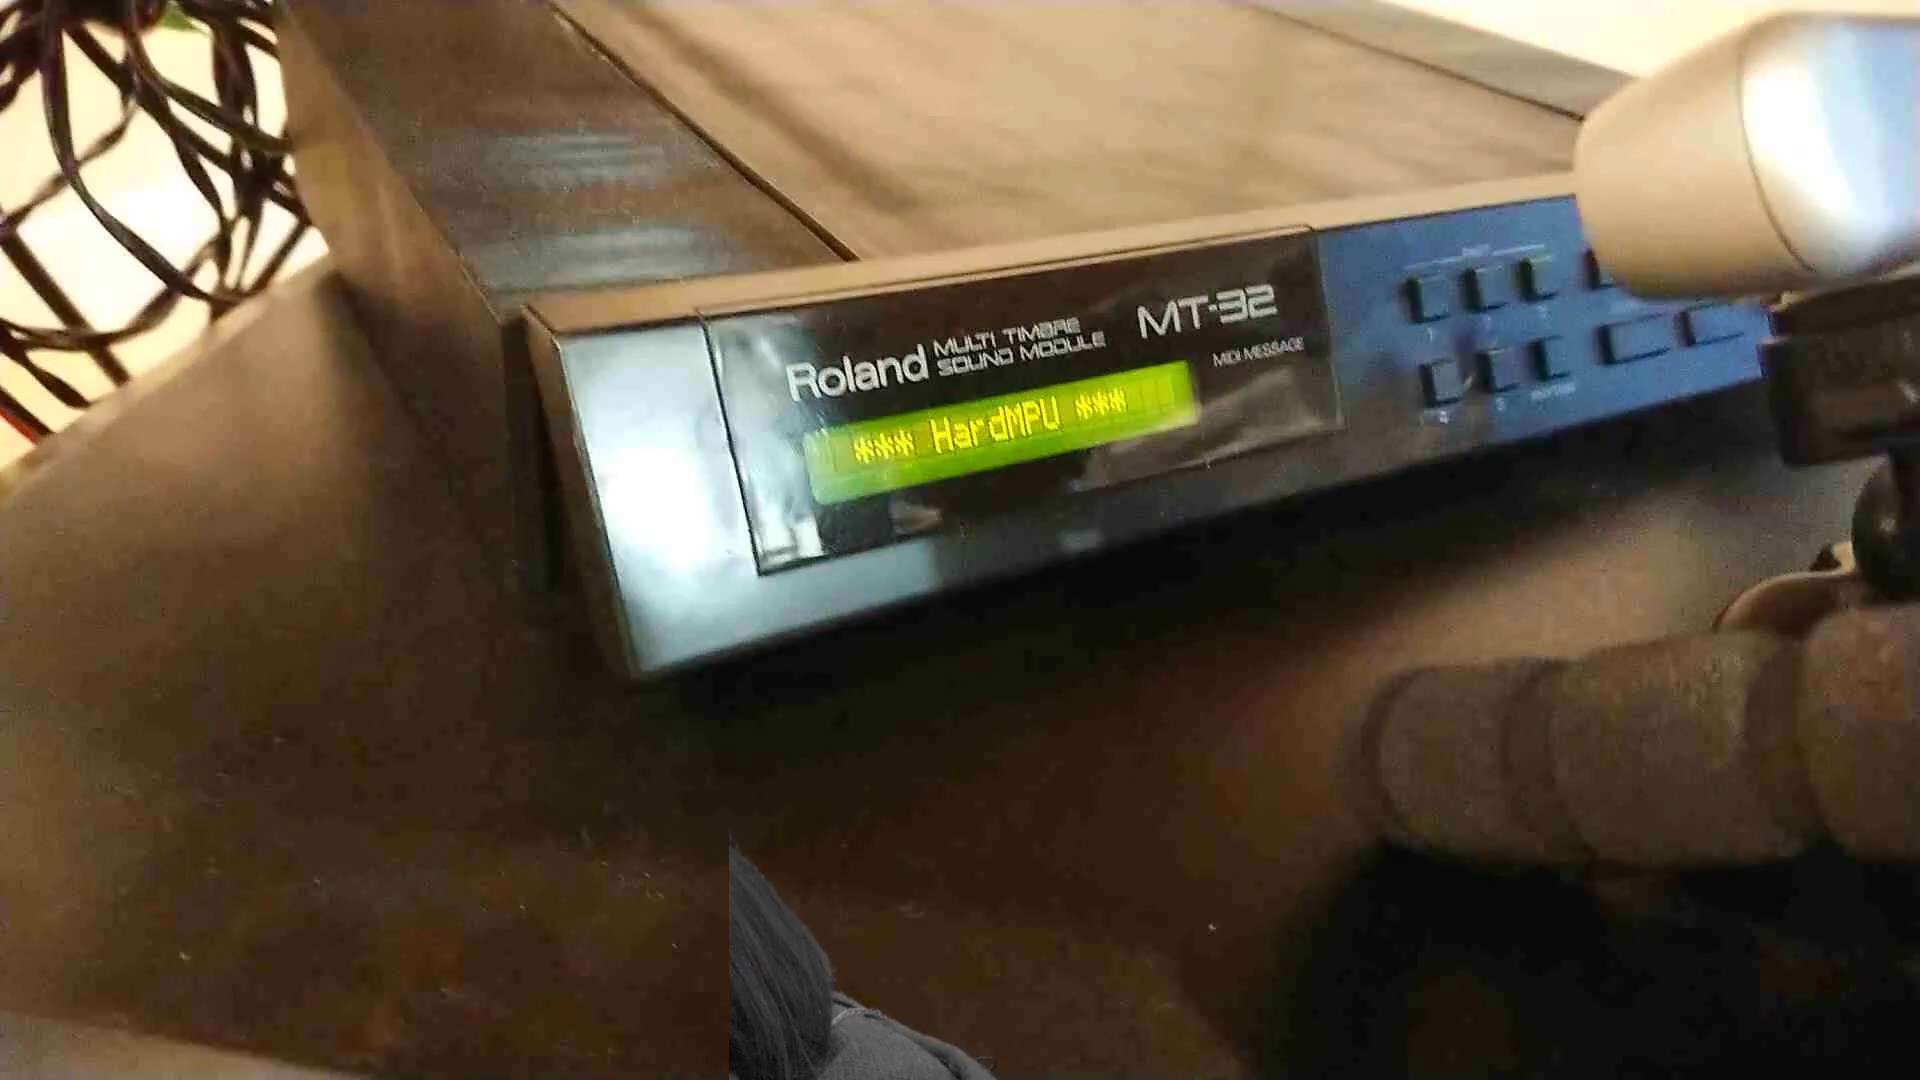 Roland
MULTI TIMBRE
SOUND MODULE
MT-32
MIDI MESSAGE
*** HardMPU ***